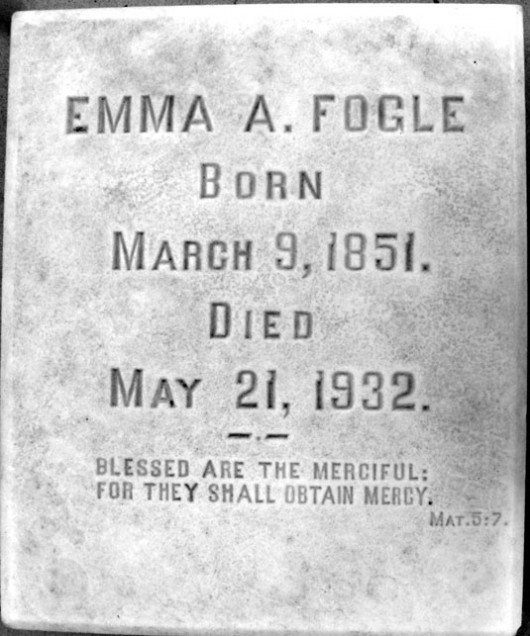 EMMA A. FOGLE
BORN
MARCH 9, 1851.
DIED
MAY 21, 1932.
BLESSED ARE THE MERCIFUL:
FOR THEY SHALL OBTAIN MERCY.
MAT. 5:7.